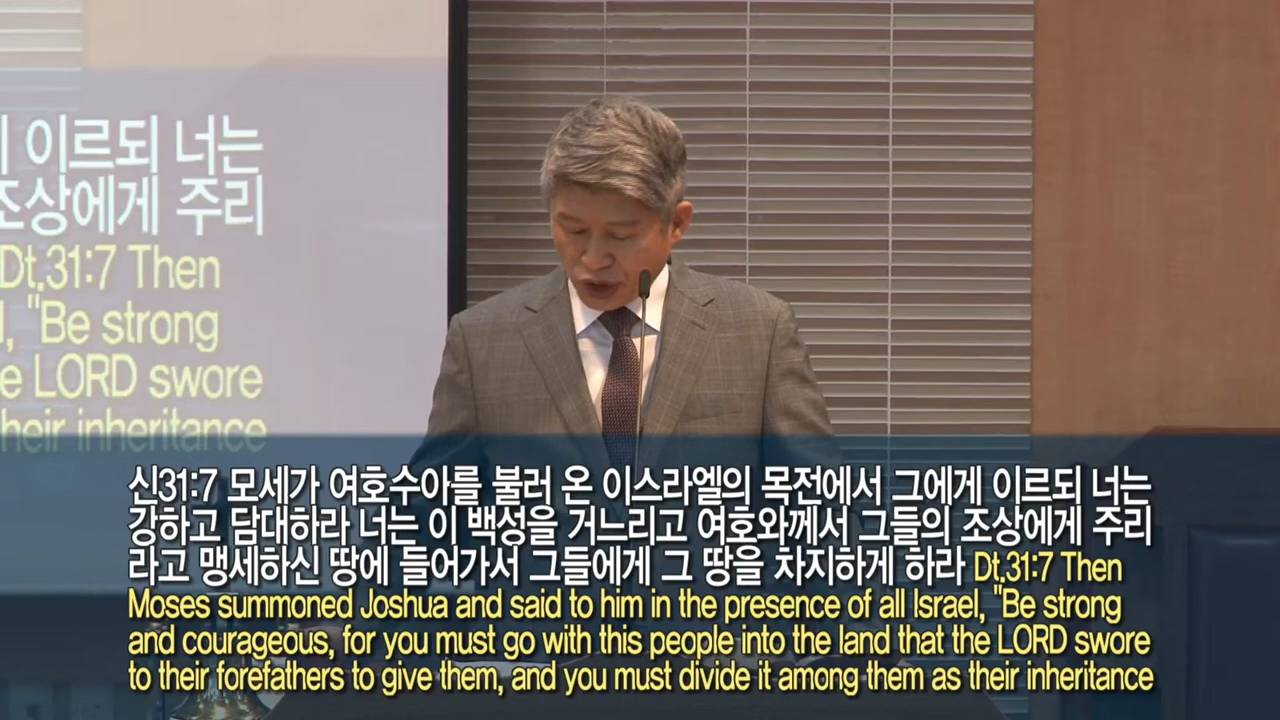 이르되 너는
조상에게 주리
Dt.31:7 Then
"Be strong
LORD swore
their inheritance
신31:7 모세가 여호수아를 불러 온 이스라엘의 목전에서 그에게 이르되 너는
강하고 담대하라 너는 이 백성을 거느리고 여호와께서 그들의 조상에게 주리
라고 맹세하신 땅에 들어가서 그들에게 그 땅을 차지하게 하라 Dt.31:7 Then
Moses summoned Joshua and said to him in the presence of all Israel, "Be strong
and courageous, for you must go with this people into the land that the LORD swore
to their forefathers to give them, and you must divide it among them as their inheritance